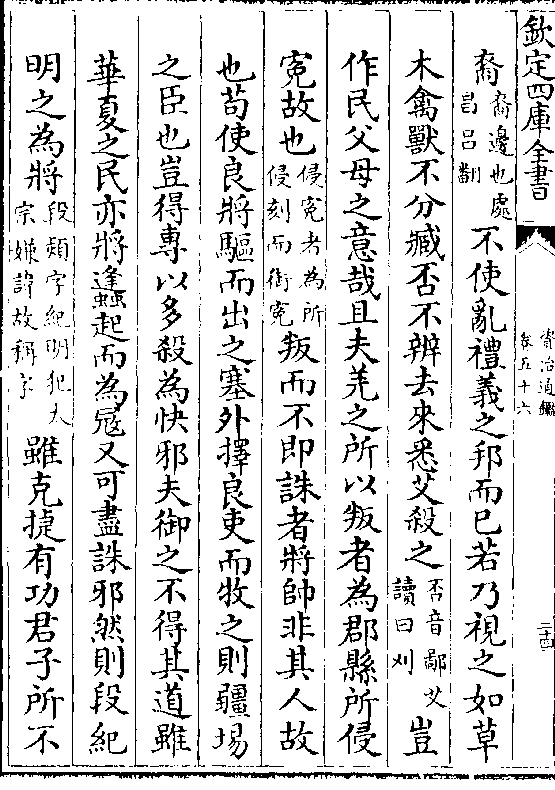 欽定四庫全書
資治通鑑
卷五十六
三十四
裔裔邊也處昌呂翻不使亂禮義之邦而已若乃視之如草
木禽獸不分臧否不辨去來悉艾殺之否音鄙艾讀曰刈豈
作民父母之意哉且夫羌之所以叛者為郡縣所侵
寃故也侵寃者為所侵刻而銜寃叛而不即誅者將帥非其人故
也苟使良將驅而出之塞外擇良吏而牧之則疆埸
之臣也豈得專以多殺為快邪夫御之不得其道雖
華夏之民亦將蠭起而為寇又可盡誅邪然則段紀
明之為將段熲字紀明犯太宗嫌諱故稱字雖克捷有功君子所不